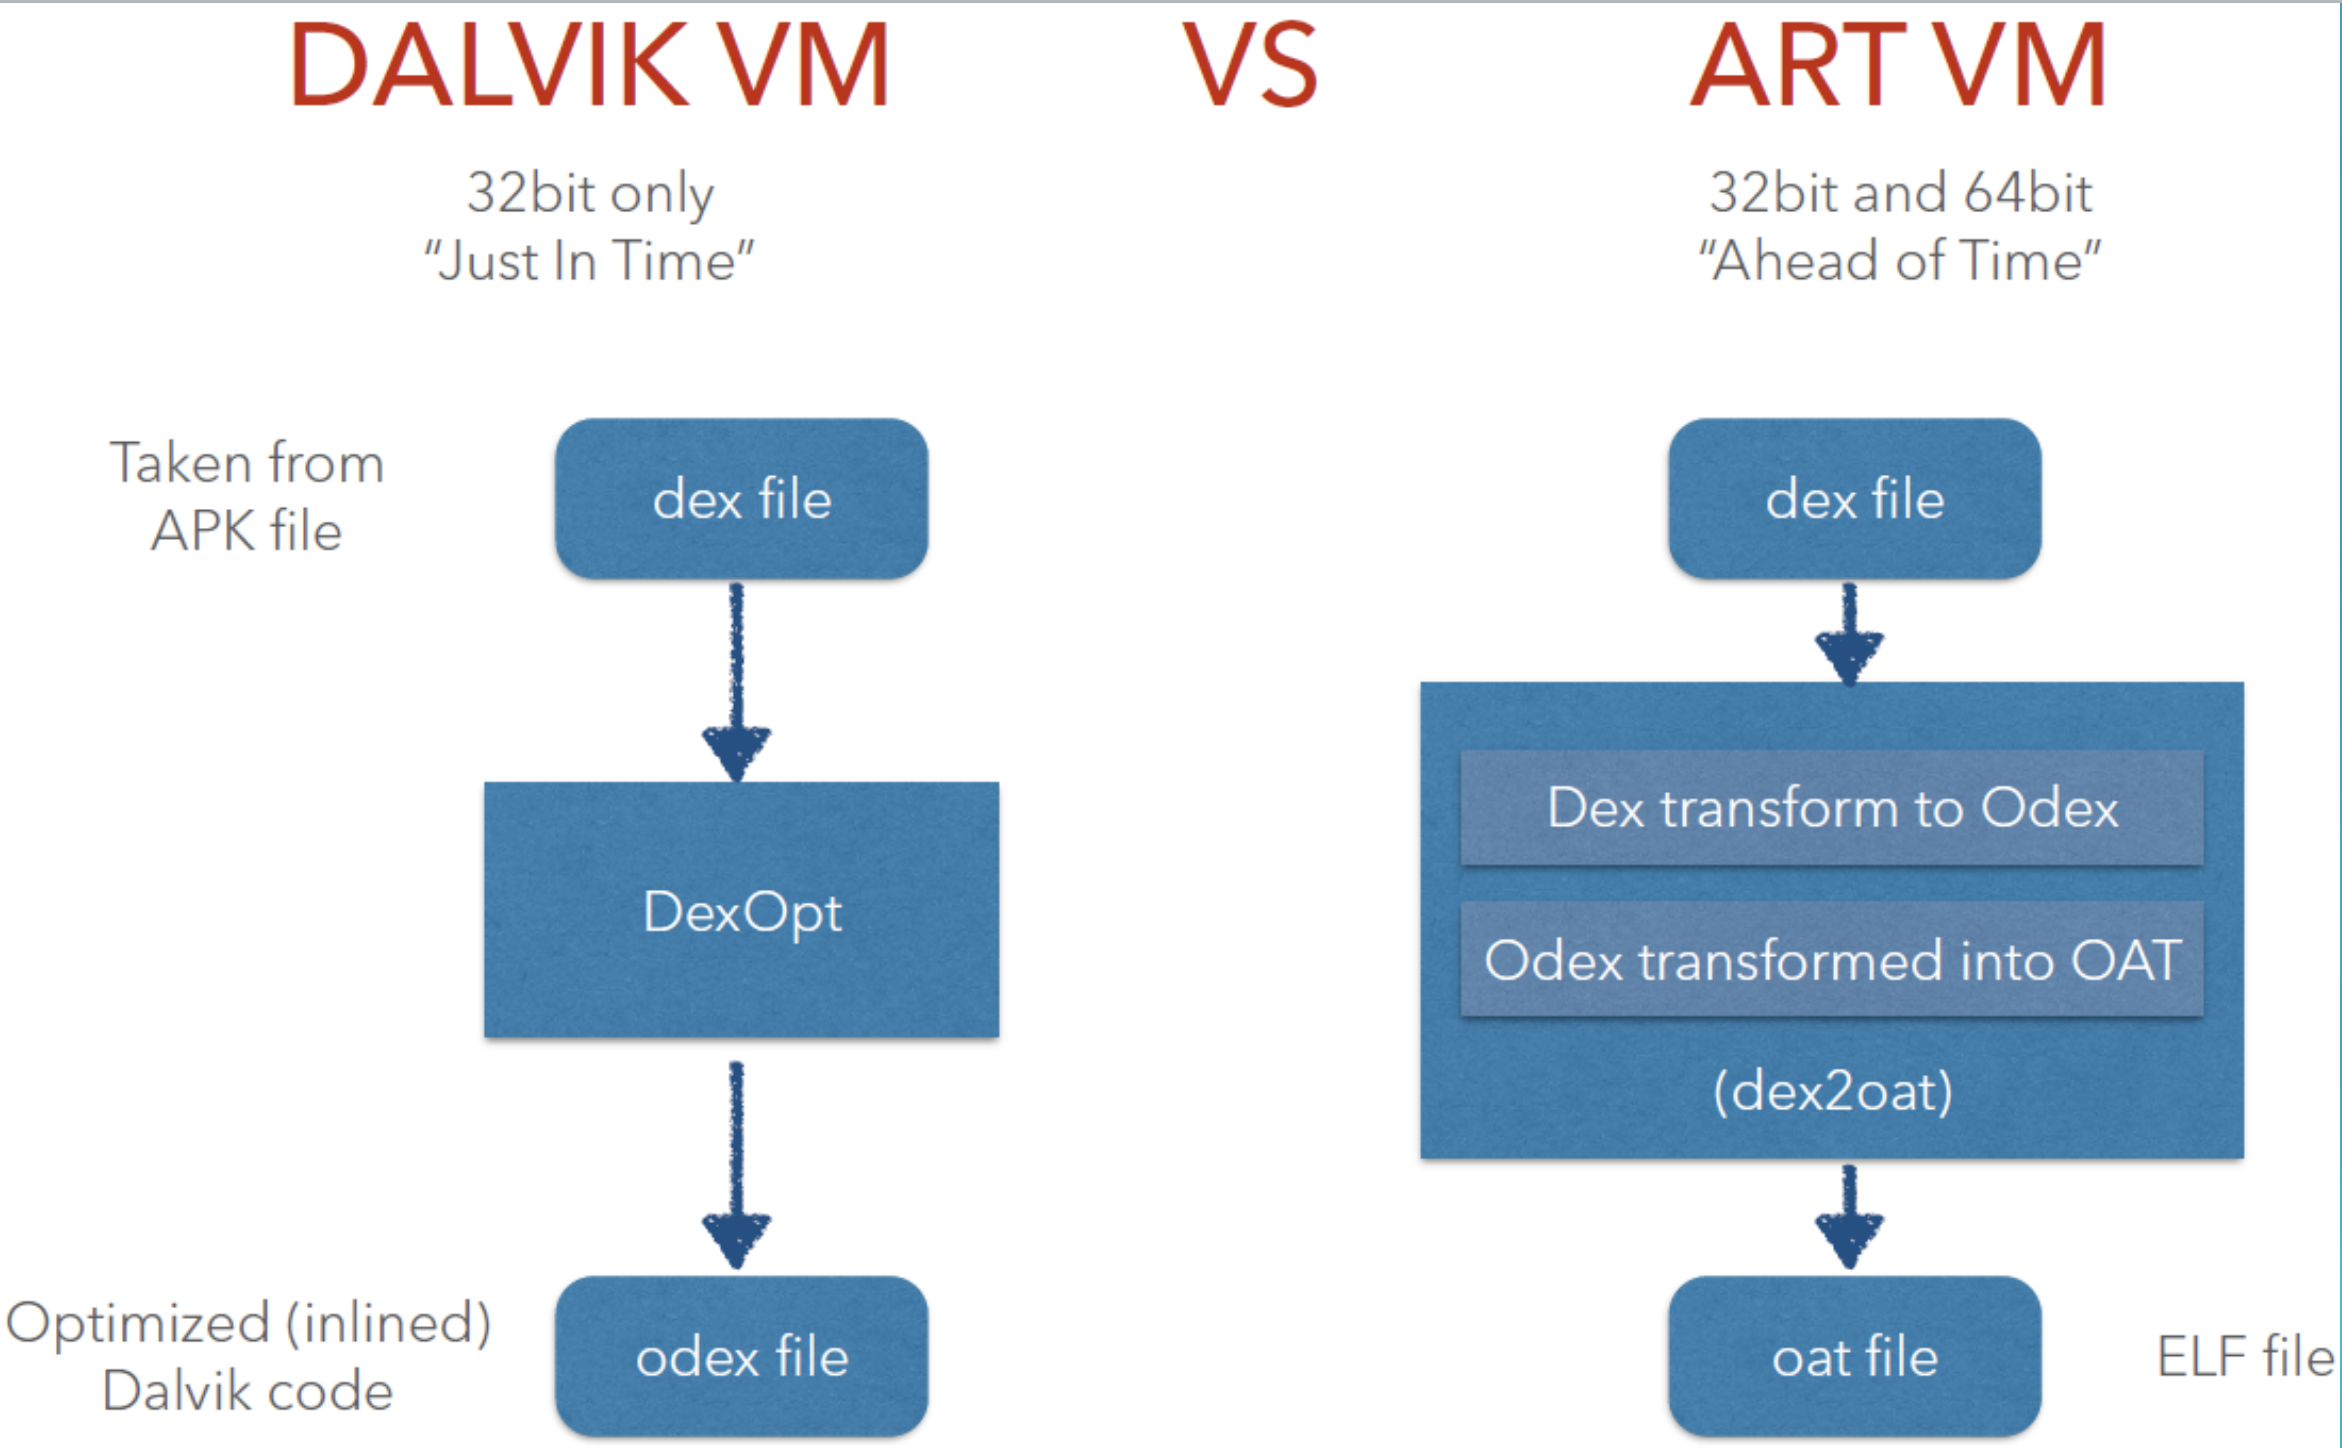 DALVIK VM
VS
ART VM
32bit only
“Just In Time”
32bit and 64bit
“Ahead of Time”
Taken from
APK file
dex file
DexOpt
Optimized (inlined)
Dalvik code
odex file
dex file
Dex transform to Odex
Odex transformed into OAT
(dex2oat)
oat file
ELF file